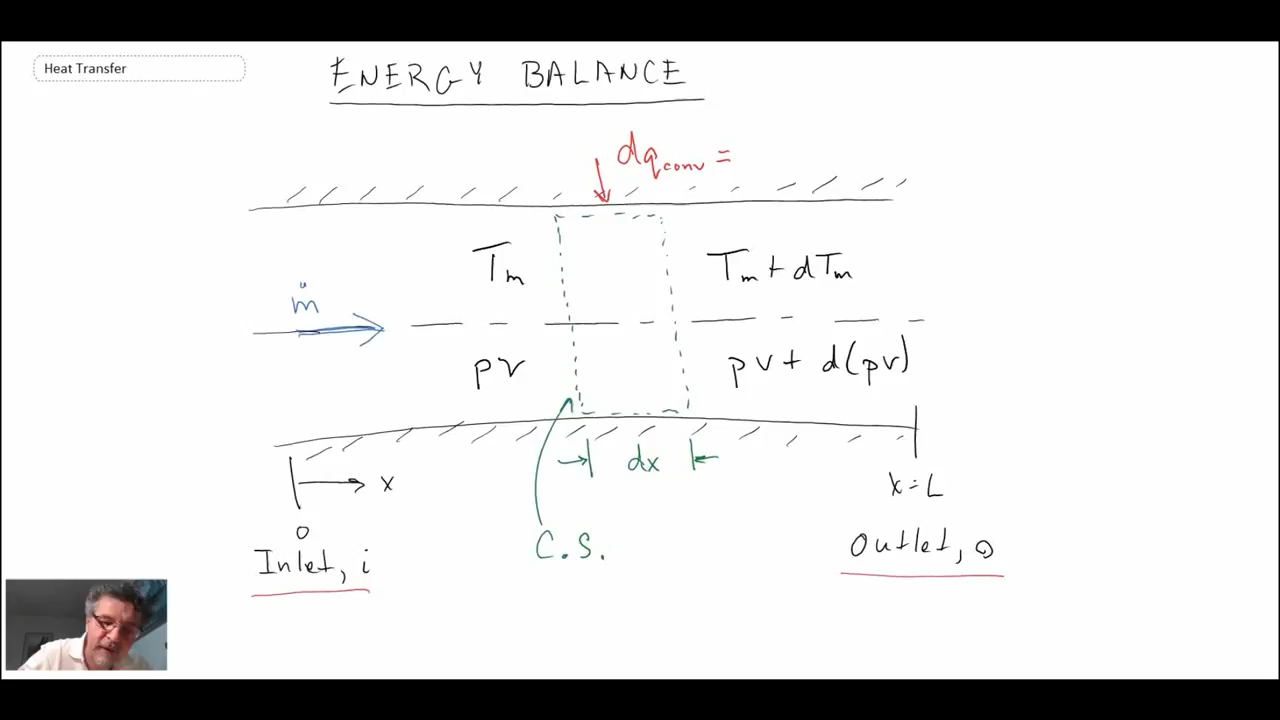 Heat Transfer
ENERGY BALANCE
dq_conv =
T_m
T_m + dT_m
ṁ
pv
pv + d(pv)
dx
x
x = L
0
C.S.
Outlet, o
Inlet, i